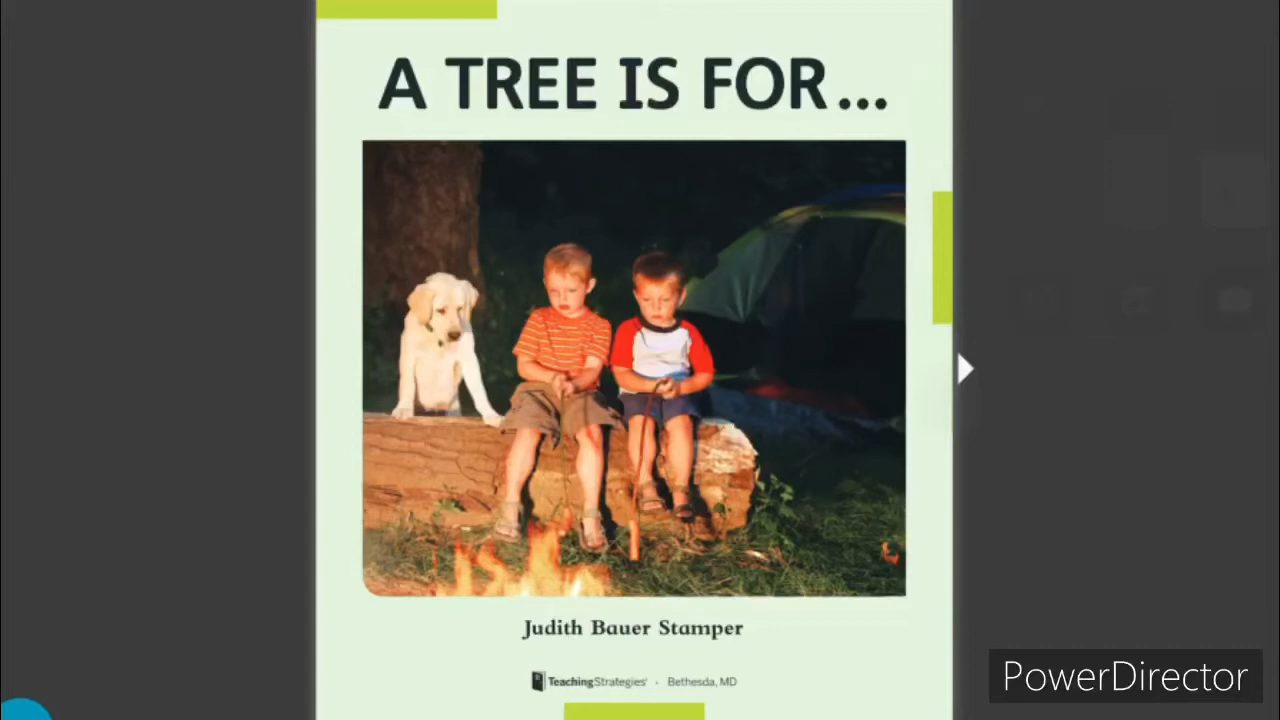 A TREE IS FOR...
Judith Bauer Stamper
TeachingStrategies® · Bethesda, MD
PowerDirector